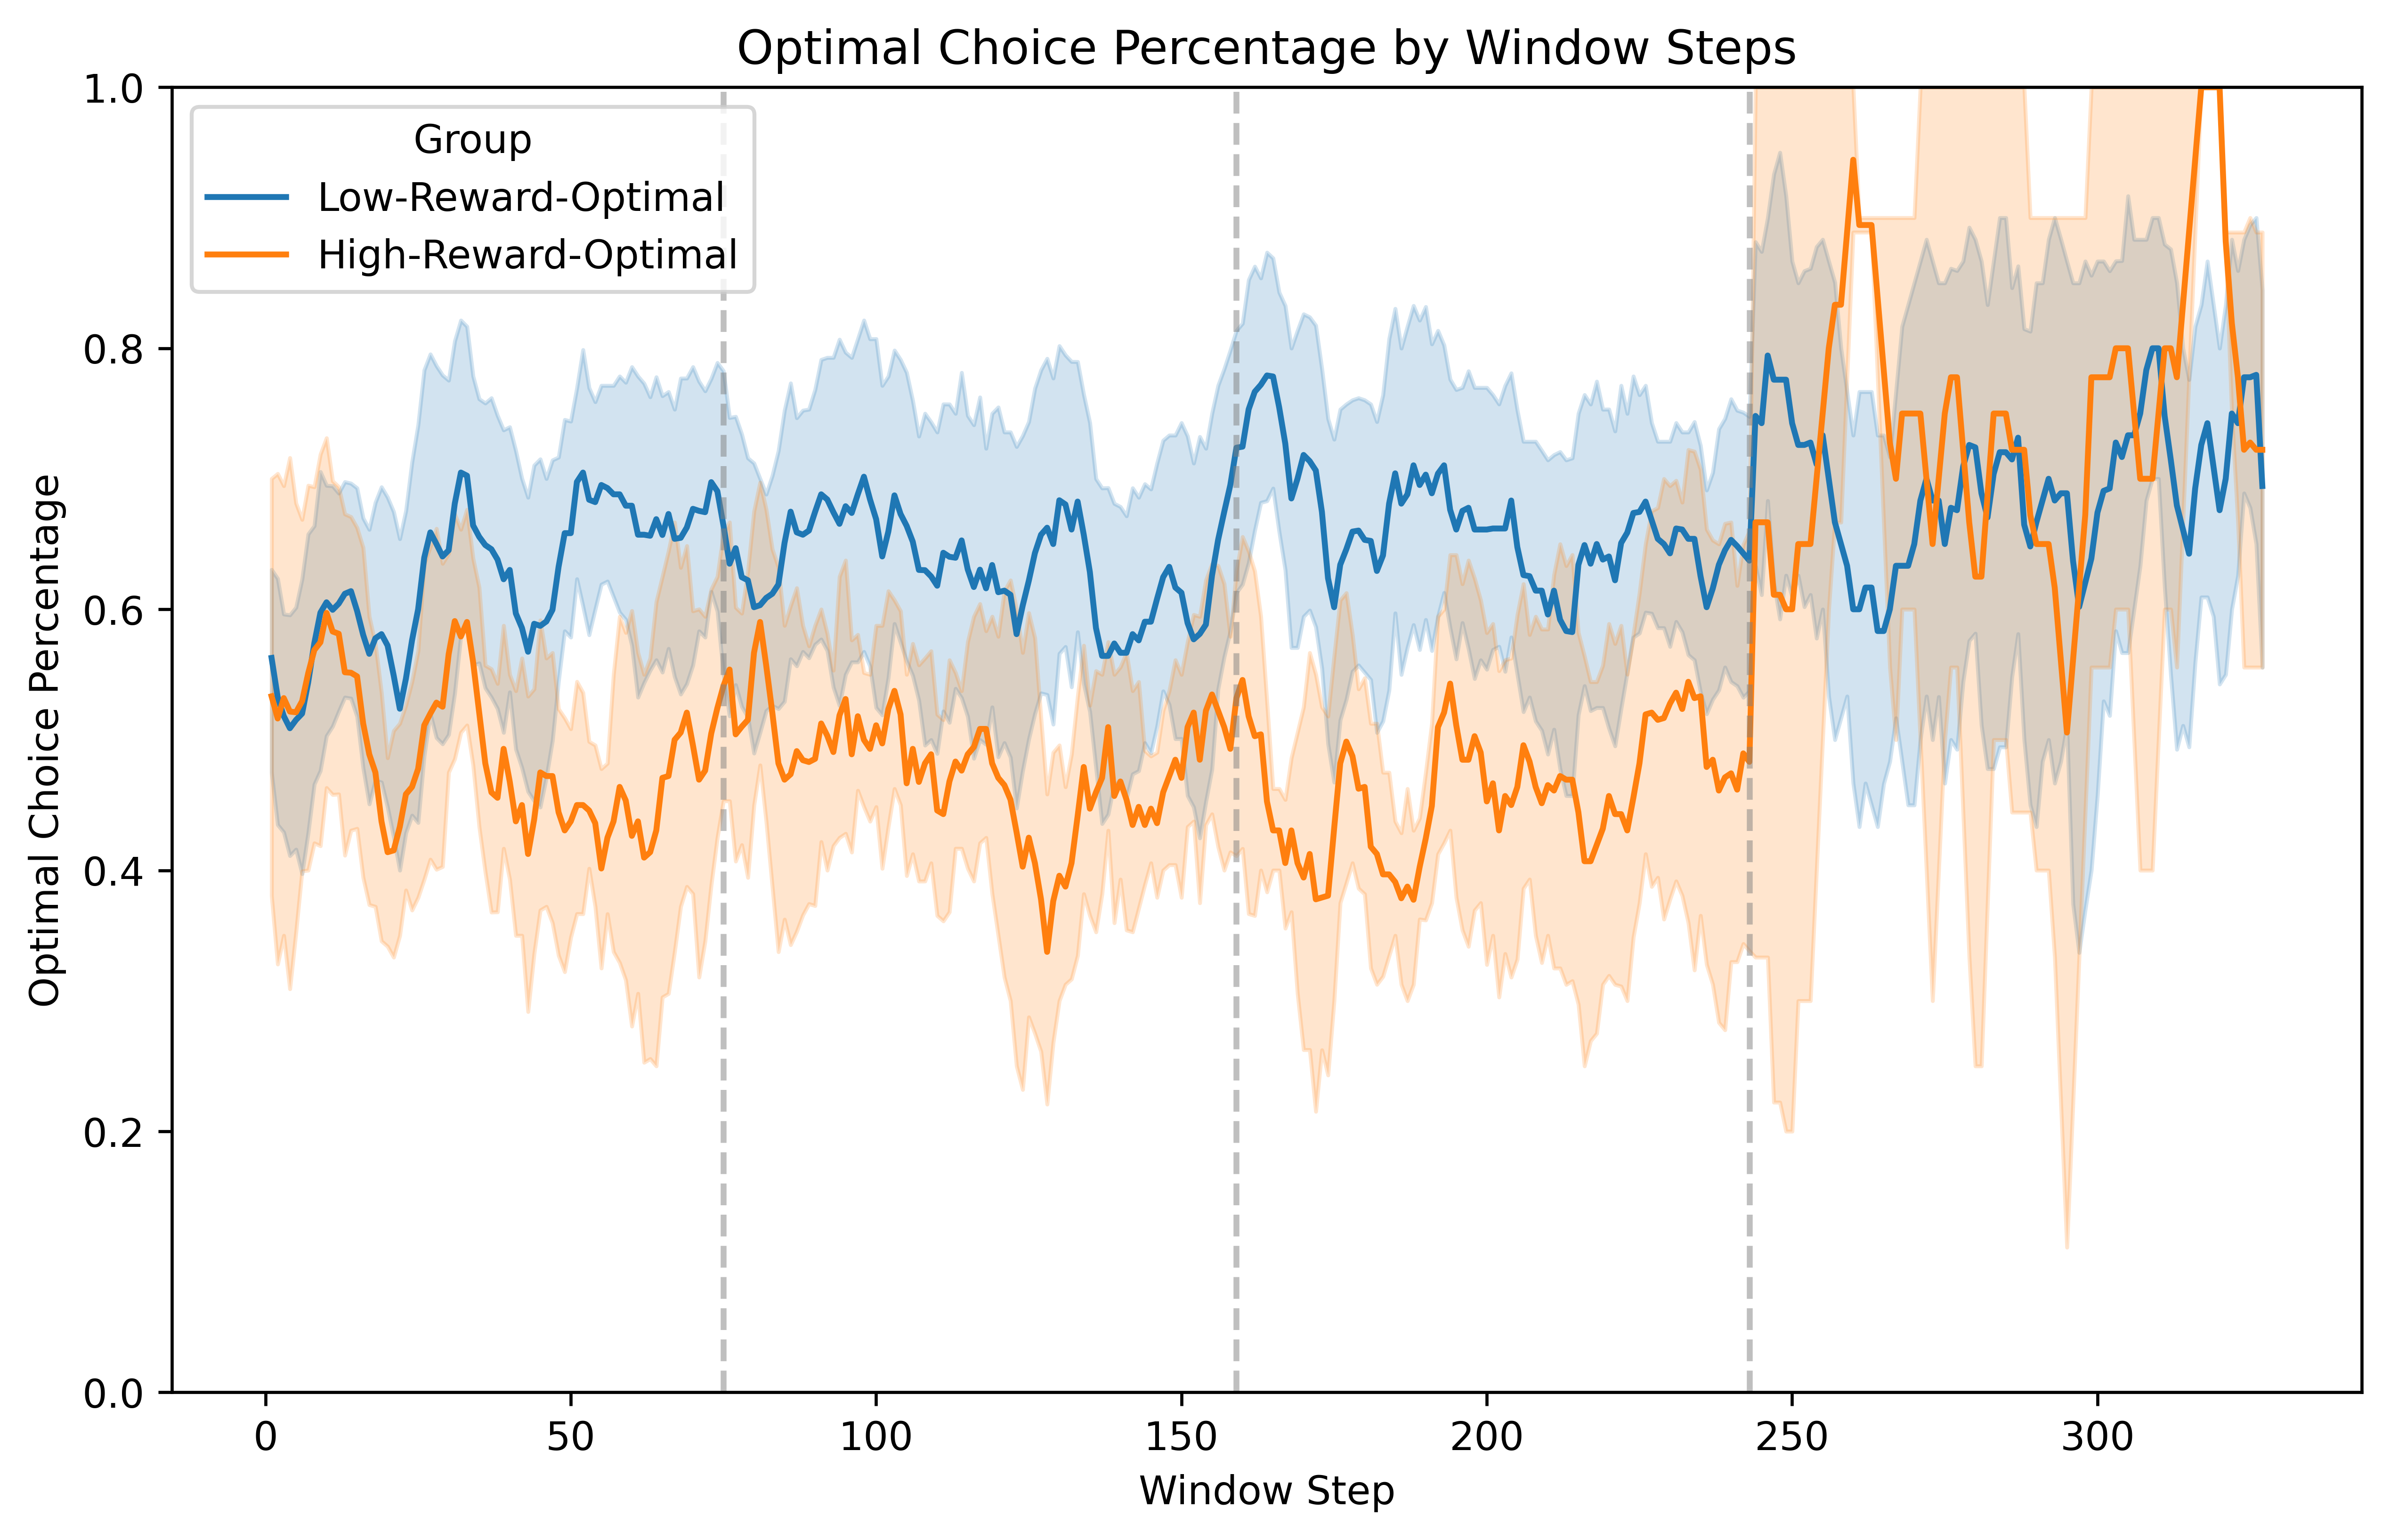 Optimal Choice Percentage by Window Steps
1.0
0.8
0.6
0.4
0.2
0.0
Optimal Choice Percentage
Group
Low-Reward-Optimal
High-Reward-Optimal
0 50 100 150 200 250 300
Window Step